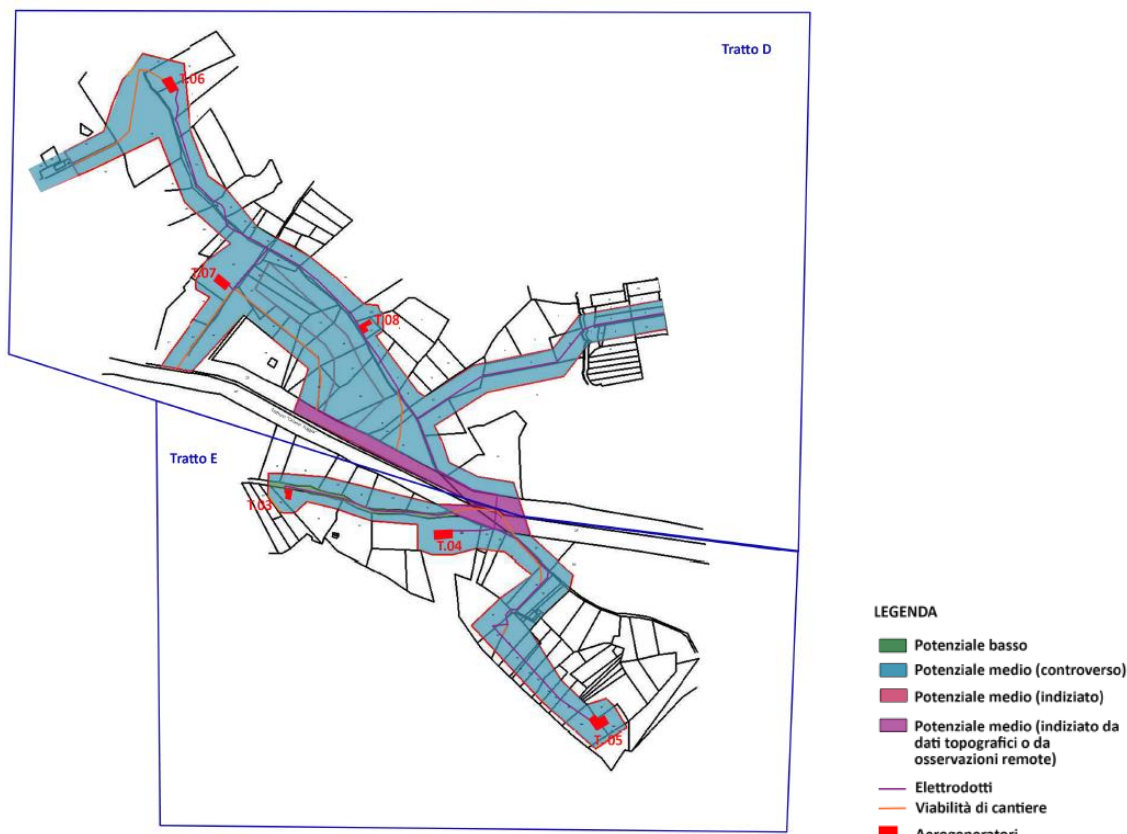 Tratto D
T.06
T.07
T.08
Tratto E
T.03
T.04
T.05
LEGENDA
Potenziale basso
Potenziale medio (controverso)
Potenziale medio (indiziato)
Potenziale medio (indiziato da
dati topografici o da
osservazioni remote)
Elettrodotti
Viabilità di cantiere
Aerogeneratori